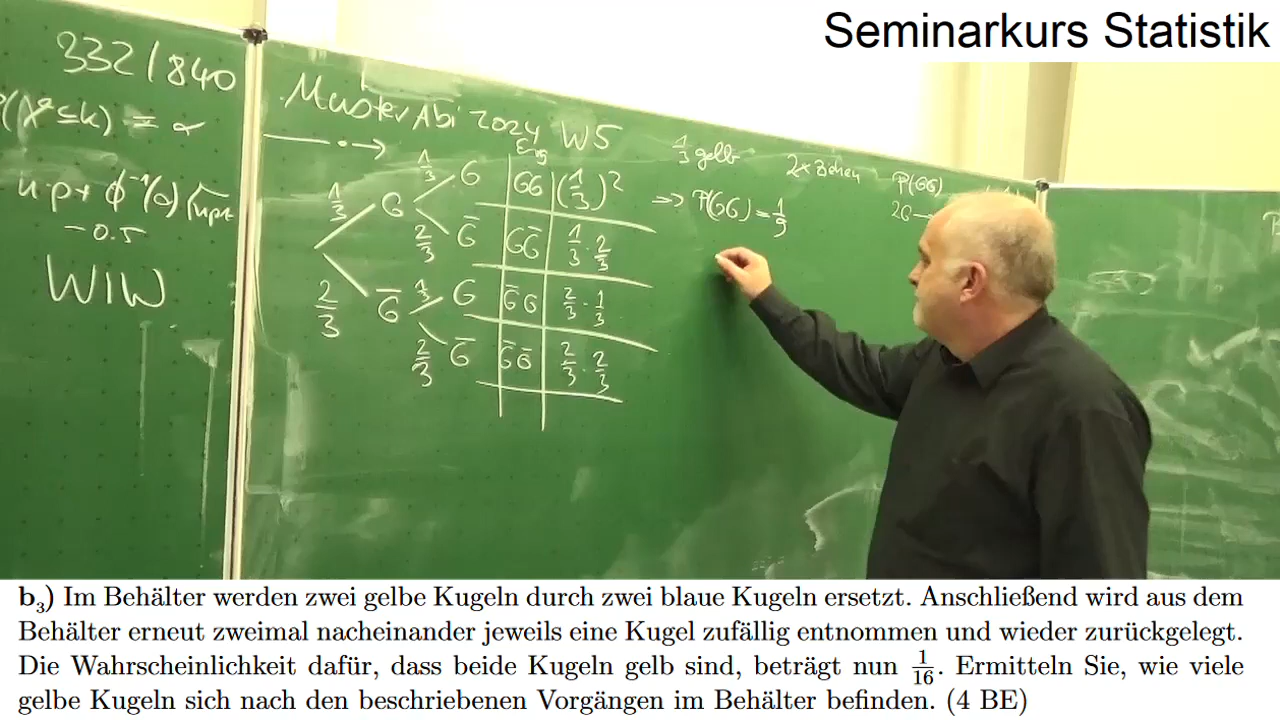 Seminarkurs Statistik
332/840
(X ≤ k) = α
n·p + ϕ⁻¹(α) √npq
- 0.5
WIW
MusterAbi 2024 W5
1/3 gelb
2x ziehen
P(GG)
2G
Erg
1/3 G 1/3 G | GG | (1/3)²
⇒ P(GG) = 1/9
2/3 G̅ | GG̅ | 1/3 · 2/3
2/3 G̅ 1/3 G | G̅G | 2/3 · 1/3
2/3 G̅ | G̅G̅ | 2/3 · 2/3
b₃) Im Behälter werden zwei gelbe Kugeln durch zwei blaue Kugeln ersetzt. Anschließend wird aus dem
Behälter erneut zweimal nacheinander jeweils eine Kugel zufällig entnommen und wieder zurückgelegt.
Die Wahrscheinlichkeit dafür, dass beide Kugeln gelb sind, beträgt nun 1/16. Ermitteln Sie, wie viele
gelbe Kugeln sich nach den beschriebenen Vorgängen im Behälter befinden. (4 BE)